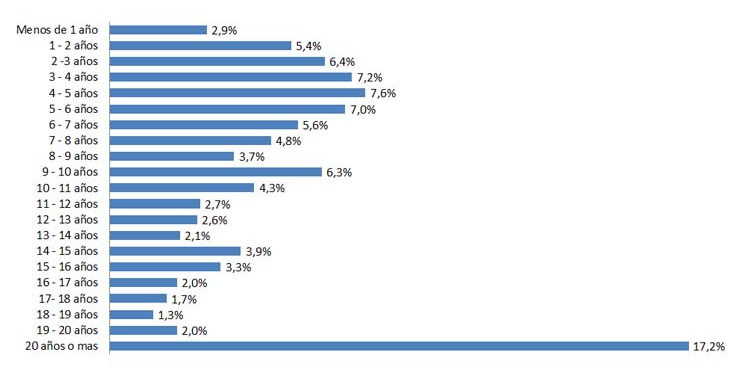 Menos de 1 año 2,9%
1 - 2 años 5,4%
2 -3 años 6,4%
3 - 4 años 7,2%
4 - 5 años 7,6%
5 - 6 años 7,0%
6 - 7 años 5,6%
7 - 8 años 4,8%
8 - 9 años 3,7%
9 - 10 años 6,3%
10 - 11 años 4,3%
11 - 12 años 2,7%
12 - 13 años 2,6%
13 - 14 años 2,1%
14 - 15 años 3,9%
15 - 16 años 3,3%
16 - 17 años 2,0%
17- 18 años 1,7%
18 - 19 años 1,3%
19 - 20 años 2,0%
20 años o mas 17,2%